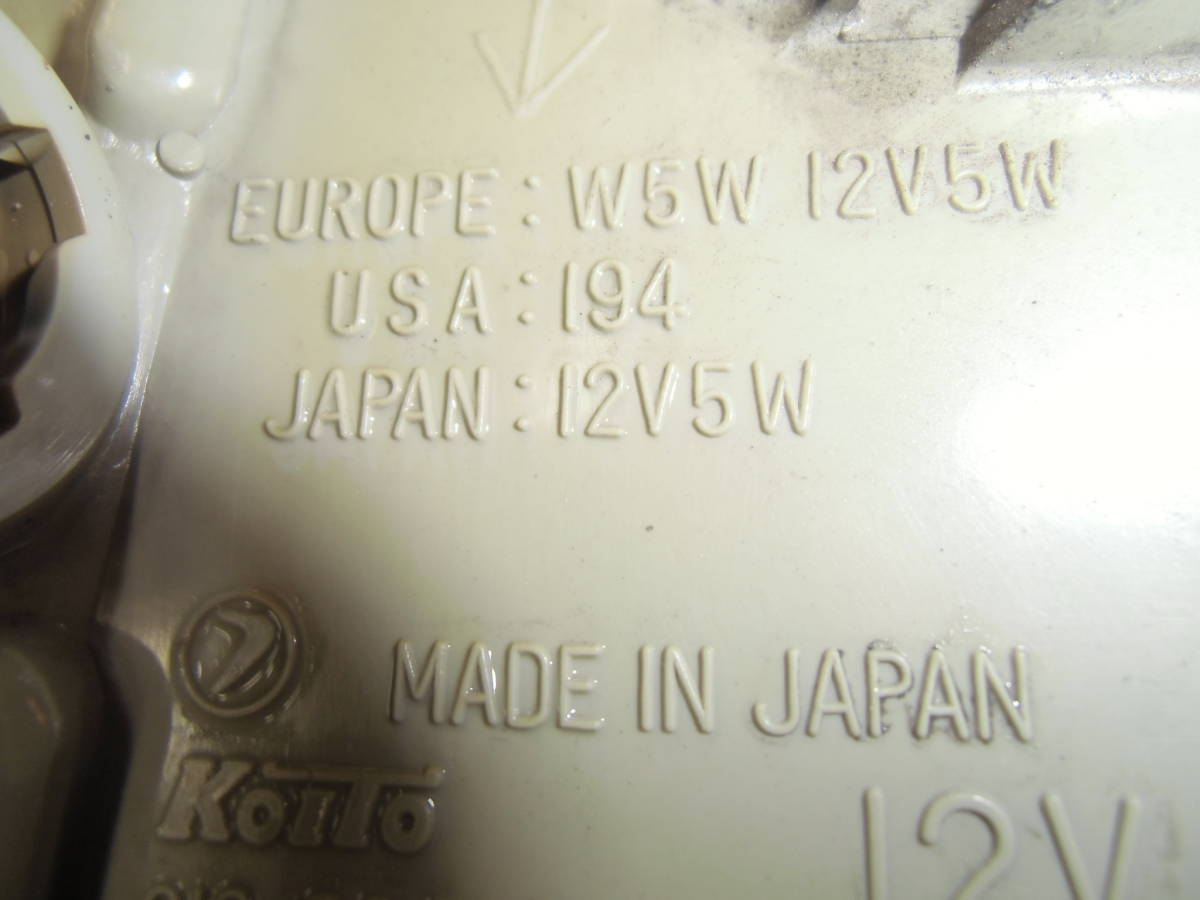 EUROPE: W5W 12V5W
USA: 194
JAPAN: 12V5W
MADE IN JAPAN
KOITO
12V